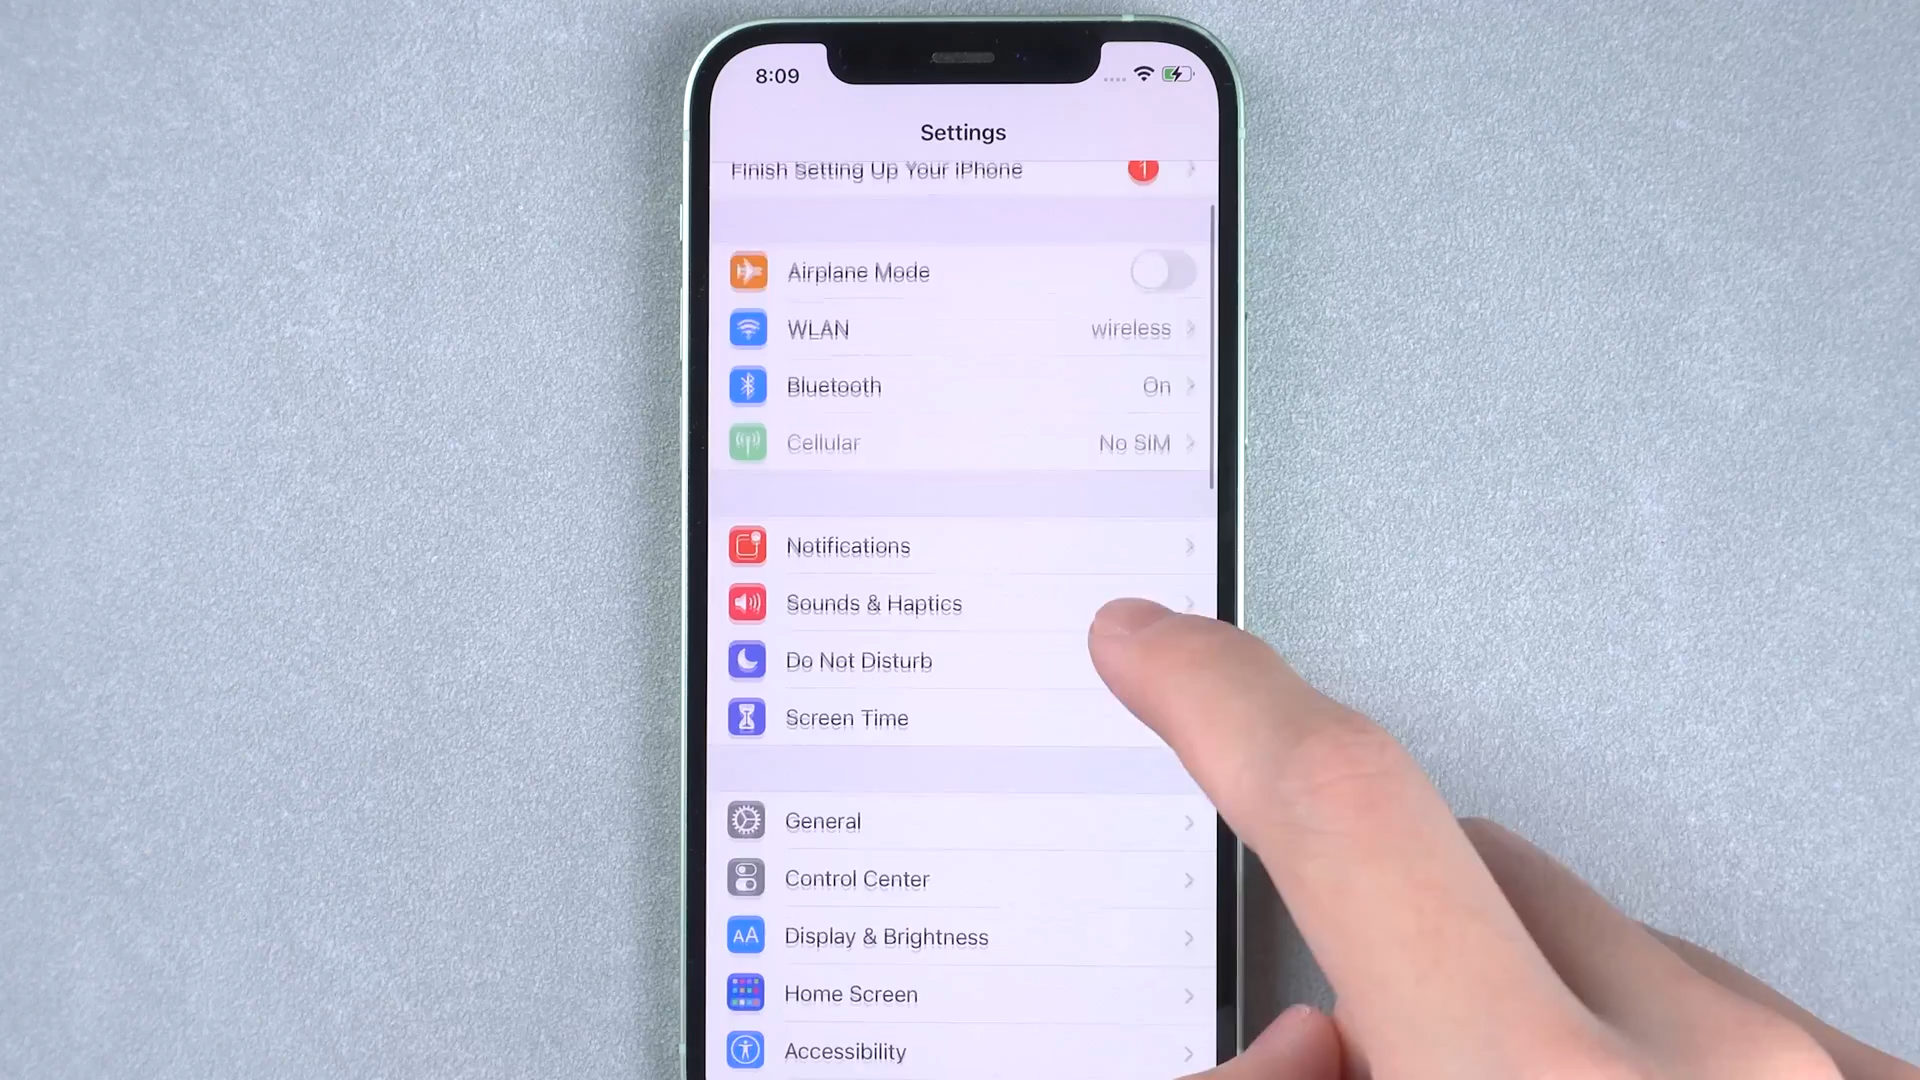 8:09
Settings
Finish Setting Up Your iPhone 1
Airplane Mode
WLAN wireless
Bluetooth On
Cellular No SIM
Notifications
Sounds & Haptics
Do Not Disturb
Screen Time
General
Control Center
AA Display & Brightness
Home Screen
Accessibility